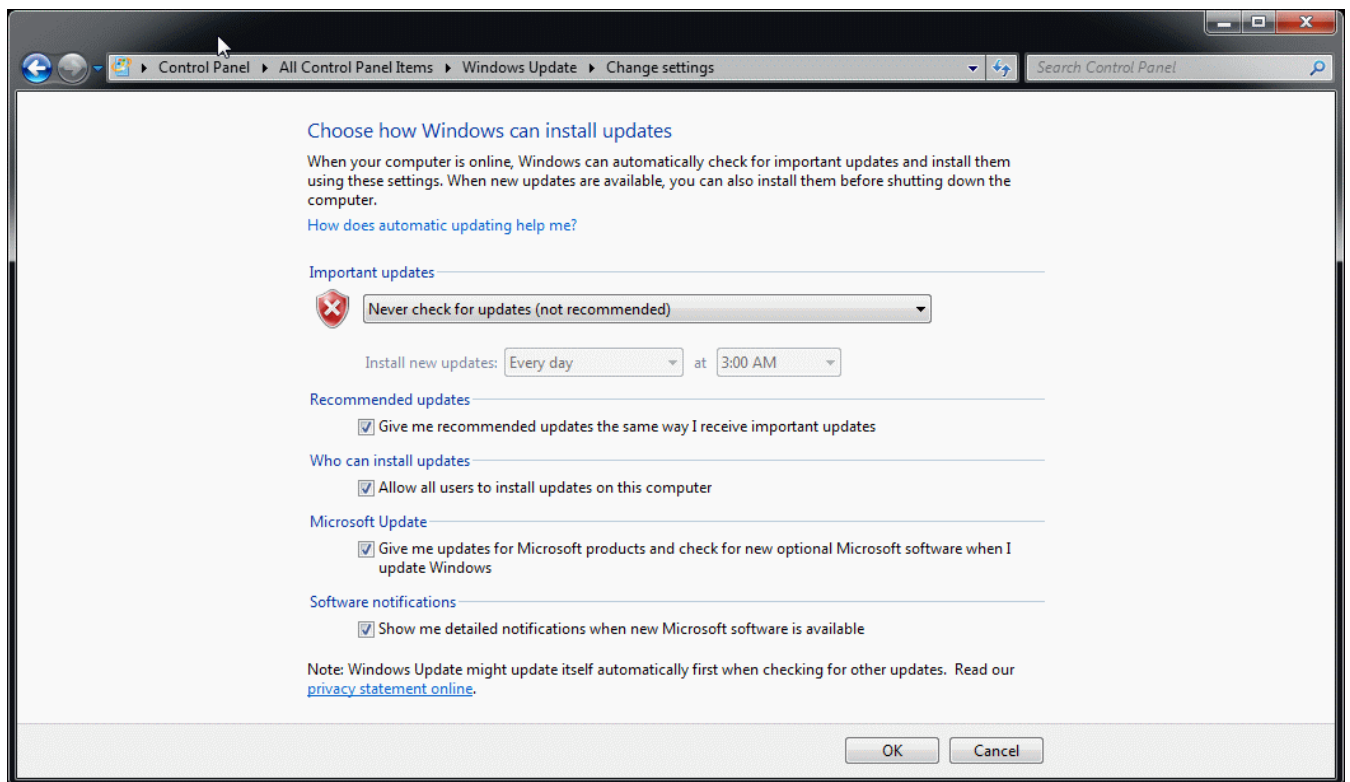 Control Panel All Control Panel Items Windows Update Change settings
Search Control Panel
Choose how Windows can install updates
When your computer is online, Windows can automatically check for important updates and install them
using these settings. When new updates are available, you can also install them before shutting down the
computer.
How does automatic updating help me?
Important updates
Never check for updates (not recommended)
Install new updates: Every day at 3:00 AM
Recommended updates
Give me recommended updates the same way I receive important updates
Who can install updates
Allow all users to install updates on this computer
Microsoft Update
Give me updates for Microsoft products and check for new optional Microsoft software when I
update Windows
Software notifications
Show me detailed notifications when new Microsoft software is available
Note: Windows Update might update itself automatically first when checking for other updates. Read our
privacy statement online.
OK Cancel